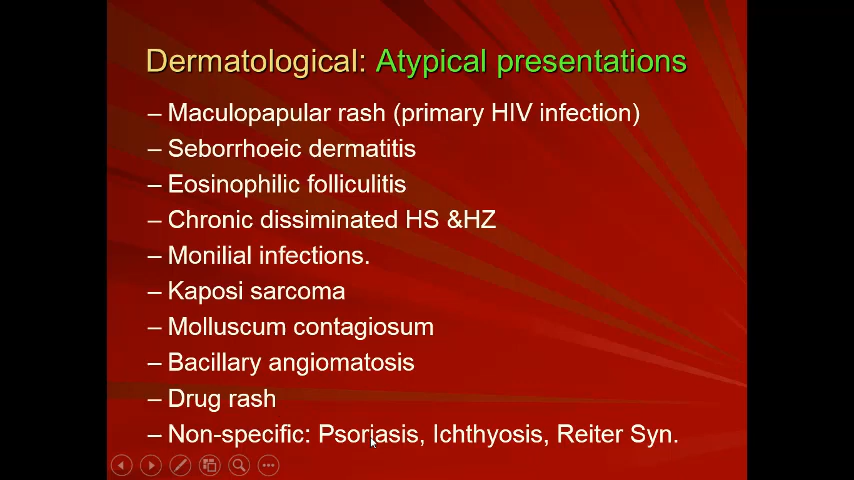 Dermatological: Atypical presentations
– Maculopapular rash (primary HIV infection)
– Seborrhoeic dermatitis
– Eosinophilic folliculitis
– Chronic dissiminated HS &HZ
– Monilial infections.
– Kaposi sarcoma
– Molluscum contagiosum
– Bacillary angiomatosis
– Drug rash
– Non-specific: Psoriasis, Ichthyosis, Reiter Syn.